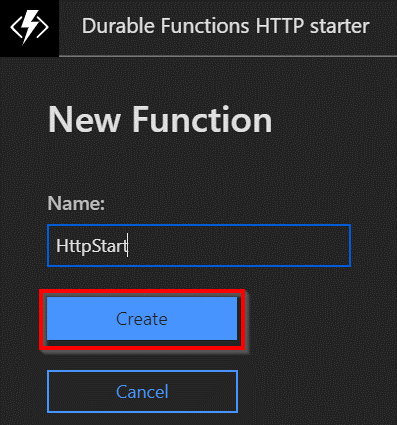 Durable Functions HTTP starter
New Function
Name:
HttpStart
Create
Cancel